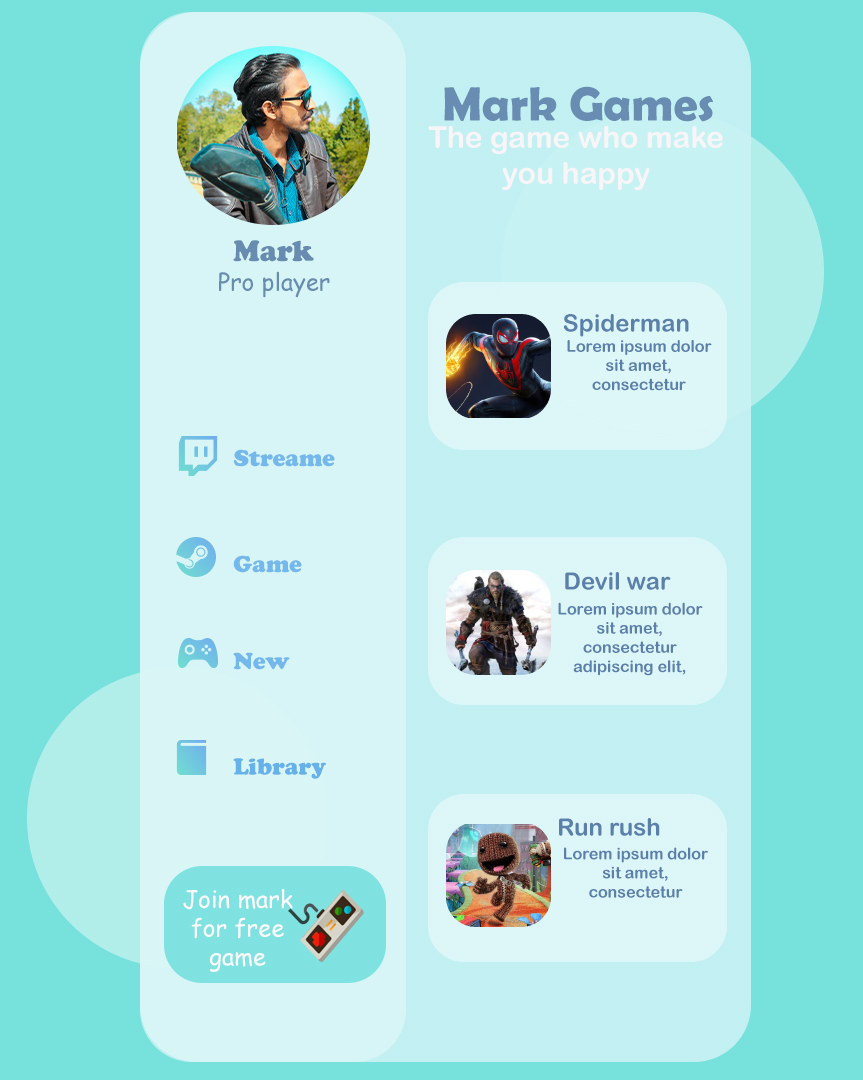 Mark
Pro player
Streame
Game
New
Library
Join mark
for free
game
Mark Games
The game who make
you happy
Spiderman
Lorem ipsum dolor
sit amet,
consectetur
Devil war
Lorem ipsum dolor
sit amet,
consectetur
adipiscing elit,
Run rush
Lorem ipsum dolor
sit amet,
consectetur